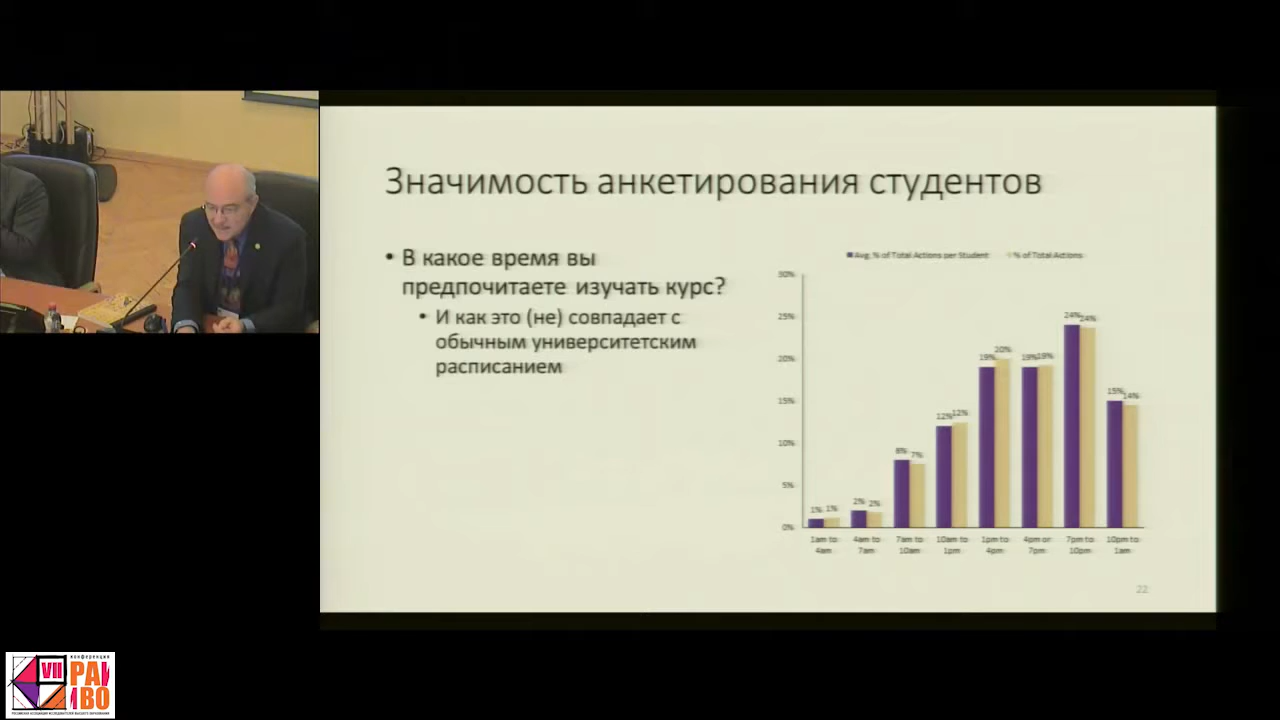 Значимость анкетирования студентов
• В какое время вы
предпочитаете изучать курс?
• И как это (не) совпадает с
обычным университетским
расписанием
Avg. % of Total Actions per Student
% of Total Actions
30%
25%
20%
15%
10%
5%
0%
1% 1%
2% 2%
8% 7%
12% 12%
19% 20%
19% 19%
24% 24%
15% 14%
1am to
4am
4am to
7am
7am to
10am
10am to
1pm
1pm to
4pm
4pm or
7pm
7pm to
10pm
10pm to
1am
22
конференция
VII
ВО